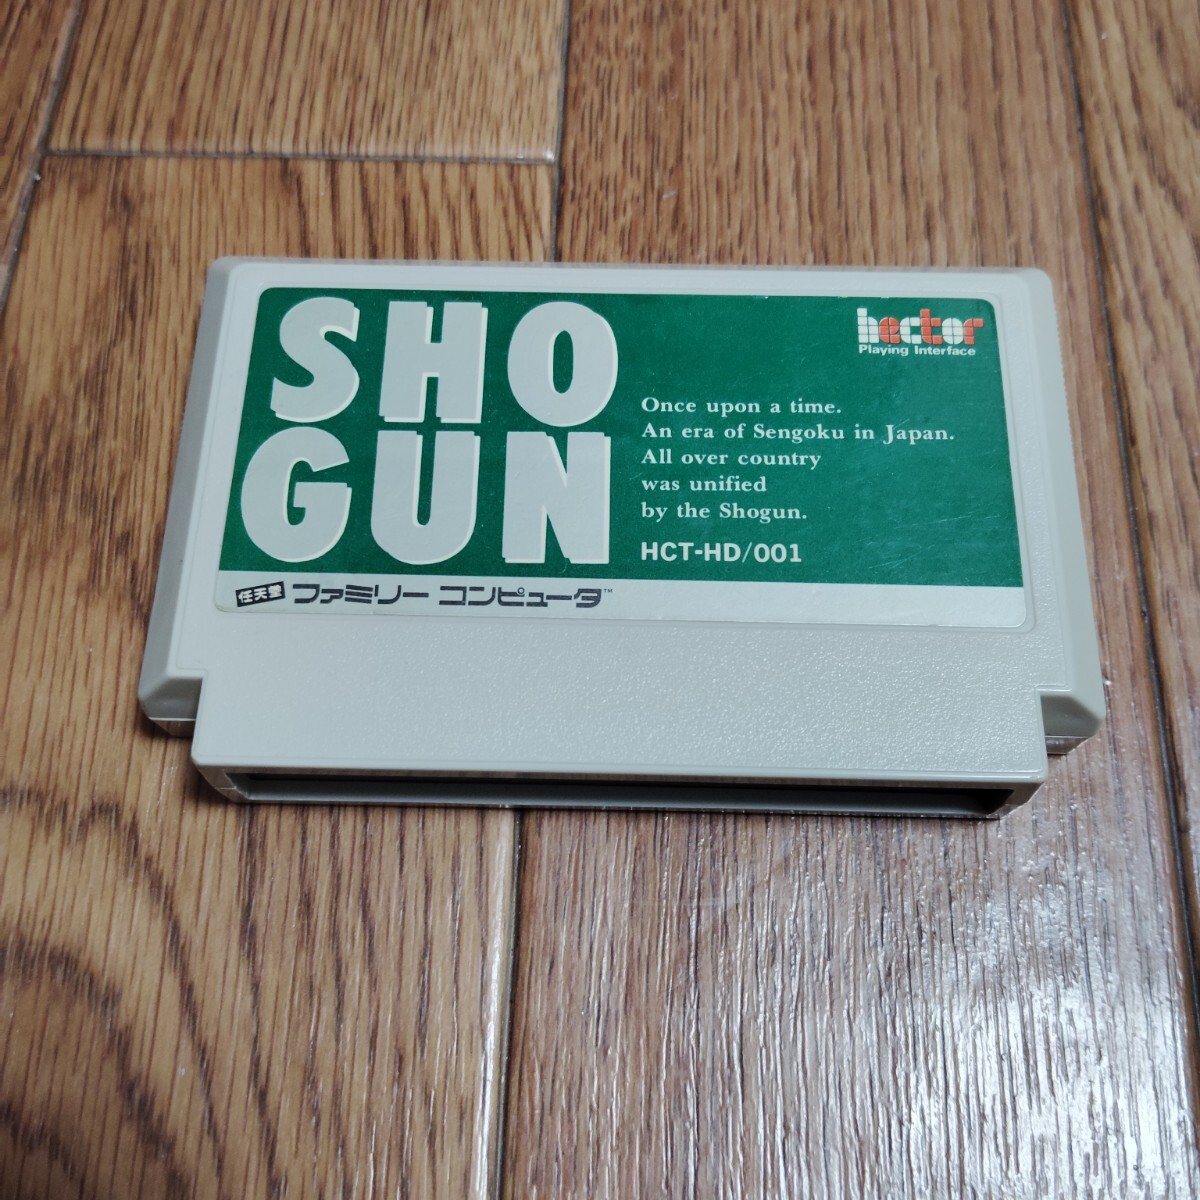 SHO
GUN
hector
Playing Interface
Once upon a time.
An era of Sengoku in Japan.
All over country
was unified
by the Shogun.
HCT-HD/001
任天堂 ファミリー コンピュータ™